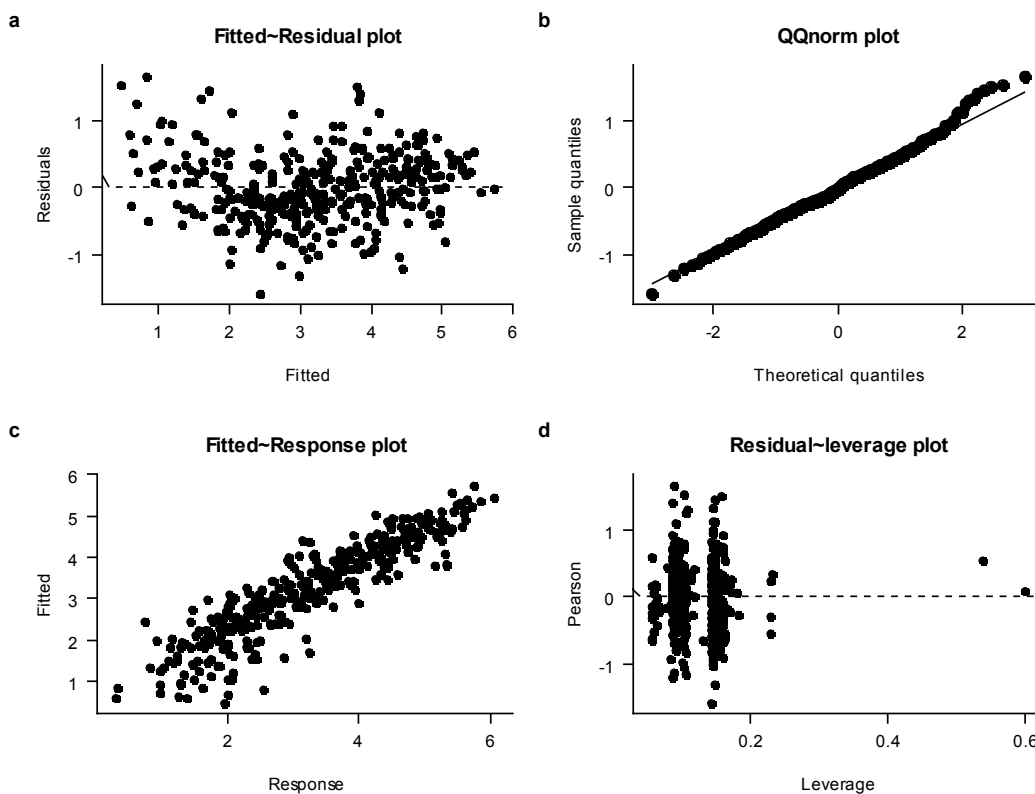 a
Fitted~Residual plot
Residuals
1
0
-1
1
2
3
4
5
6
Fitted
b
QQnorm plot
Sample quantiles
1
0
-1
-2
0
2
Theoretical quantiles
c
Fitted~Response plot
Fitted
6
5
4
3
2
1
2
4
6
Response
d
Residual~leverage plot
Pearson
1
0
-1
0.2
0.4
0.6
Leverage